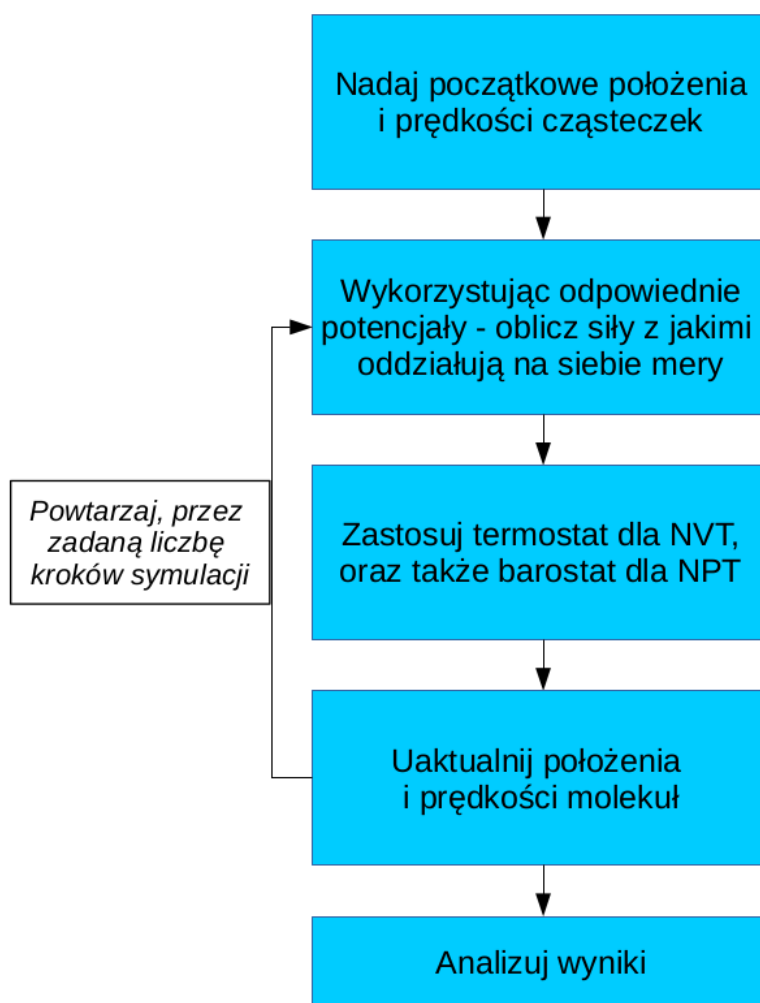 Nadaj początkowe położenia
i prędkości cząsteczek
Wykorzystując odpowiednie
potencjały - oblicz siły z jakimi
oddziałują na siebie mery
Powtarzaj, przez
zadaną liczbę
kroków symulacji
Zastosuj termostat dla NVT,
oraz także barostat dla NPT
Uaktualnij położenia
i prędkości molekuł
Analizuj wyniki